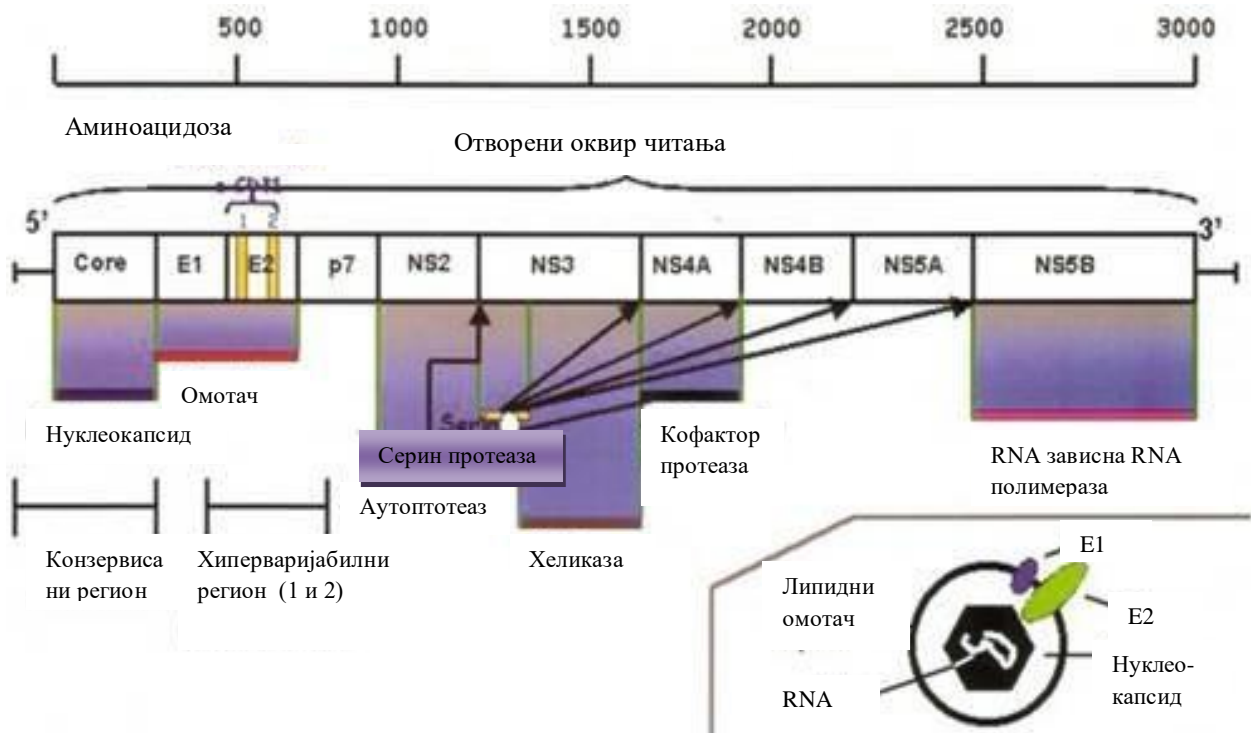 500 1000 1500 2000 2500 3000
Аминоацидоза
Отворени оквир читања
1 2
5' 3'
Core E1 E2 p7 NS2 NS3 NS4A NS4B NS5A NS5B
Омотач
Нуклеокапсид
Серин протеаза
Кофактор
протеаза
RNA зависна RNA
полимераза
Аутоптотеаз
Конзерviса
ни регион
Хиперваријабилни
регион (1 и 2)
Хеликаза
E1
Липидни
омотач
E2
Нуклео-
капсид
RNA